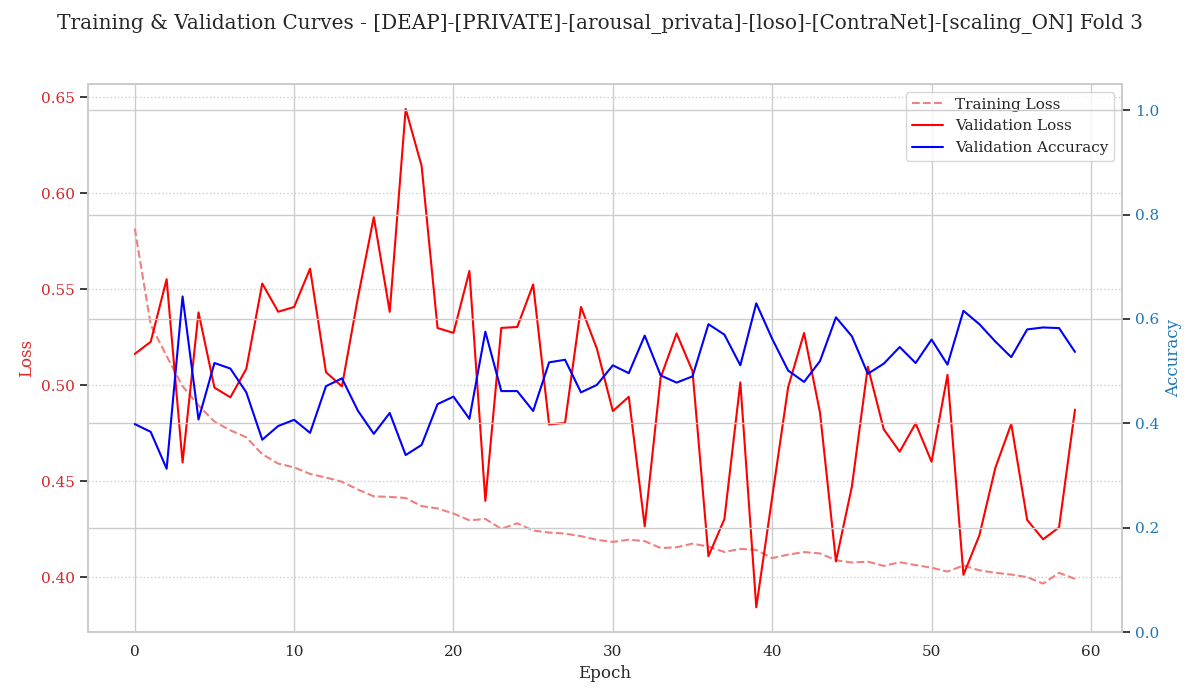 Training & Validation Curves - [DEAP]-[PRIVATE]-[arousal_privata]-[loso]-[ContraNet]-[scaling_ON] Fold 3
Training Loss
Validation Loss
Validation Accuracy
0.65
0.60
0.55
0.50
0.45
0.40
Loss
1.0
0.8
0.6
0.4
0.2
0.0
Accuracy
0
10
20
30
40
50
60
Epoch